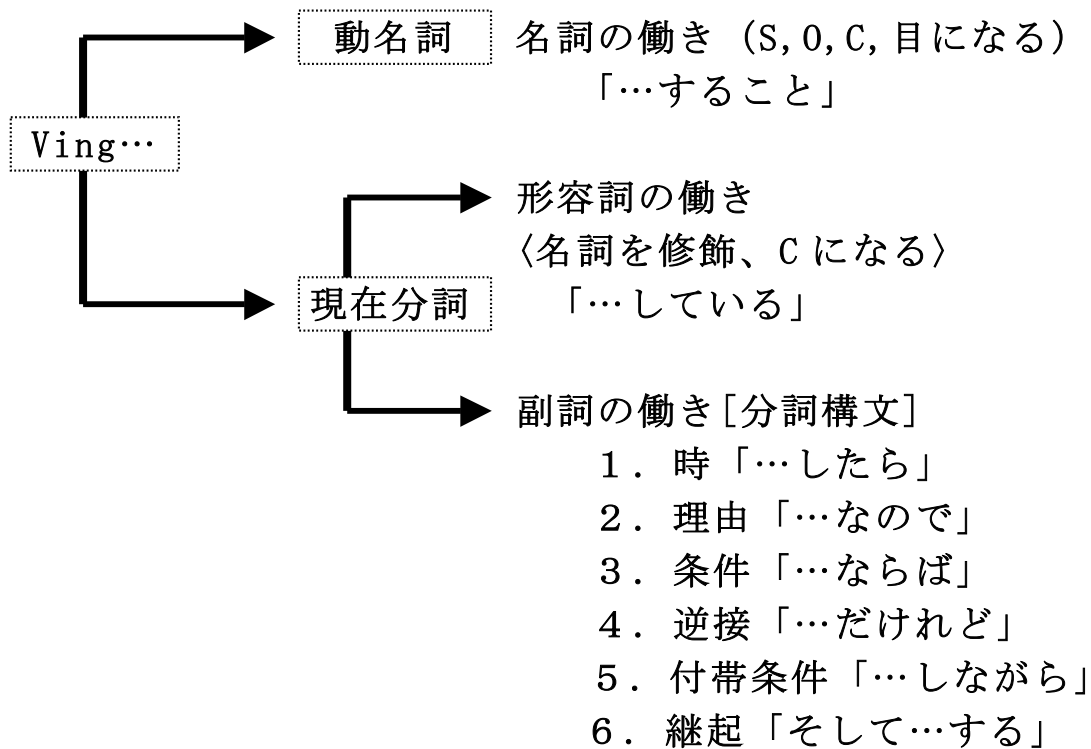 動名詞 名詞の働き (S,O,C,目になる)
「…すること」
Ving…
形容詞の働き
〈名詞を修飾、C になる〉
現在分詞 「…している」
副詞の働き[分詞構文]
１．時「…したら」
２．理由「…なので」
３．条件「…ならば」
４．逆接「…だけれど」
５．付帯条件「…しながら」
６．継起「そして…する」